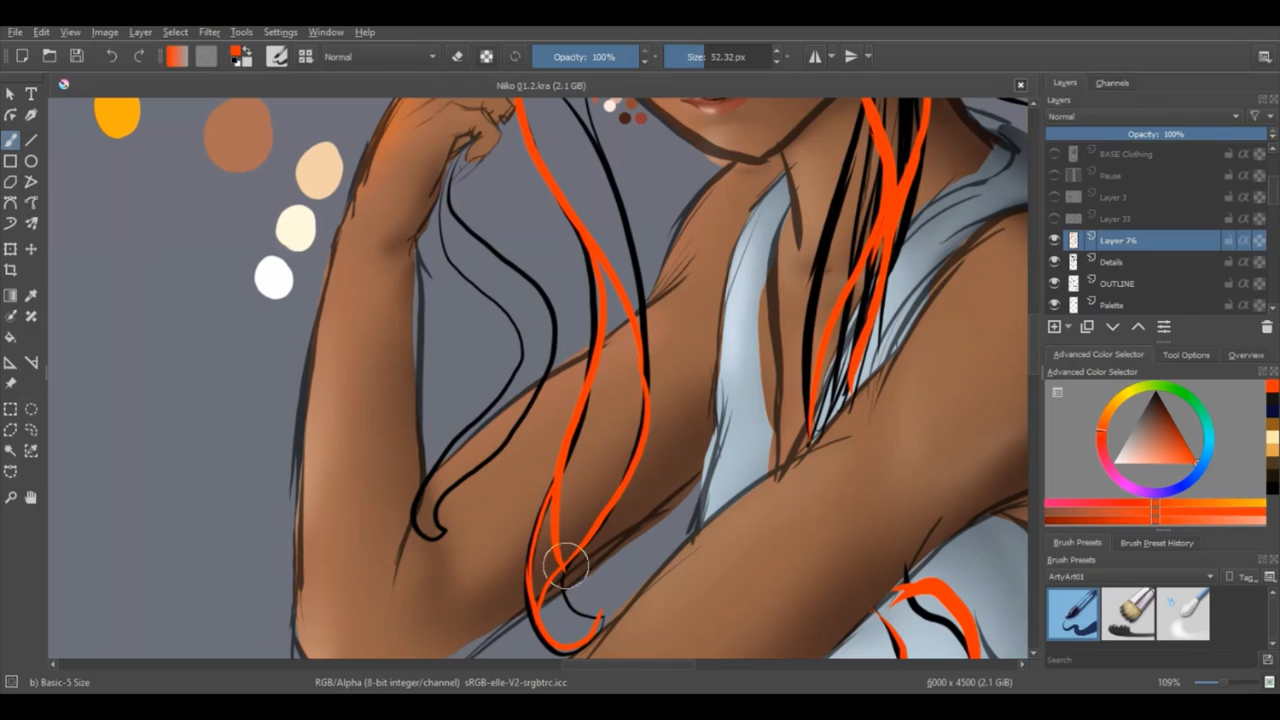 File Edit View Image Layer Select Filter Tools Settings Window Help
Normal Opacity: 100% Size: 52.32 px
Niko 01.2.kra (2.1 GB)
Layers Channels
Layers
Normal
Opacity: 100%
BASE Clothing
Pause
Layer 3
Layer 33
Layer 76
Details
OUTLINE
Palette
Advanced Color Selector Tool Options Overview
Advanced Color Selector
Brush Presets Brush Preset History
Brush Presets
ArtyArt01 Tag
Search
b) Basic-5 Size RGB/Alpha (8-bit integer/channel) sRGB-elle-V2-srgbtrc.icc 6000 x 4500 (2.1 GiB) 109%